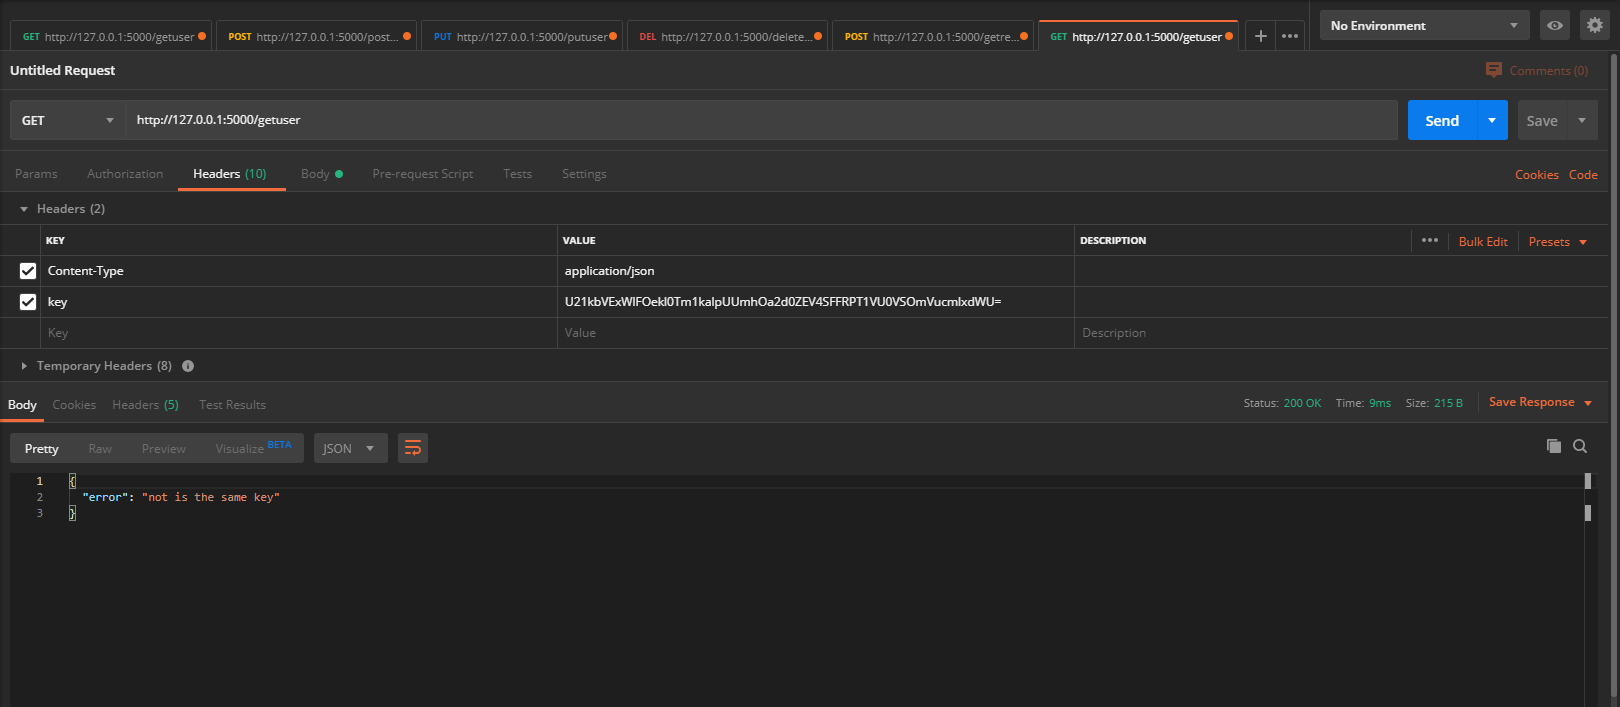 GET http://127.0.0.1:5000/getuser
POST http://127.0.0.1:5000/post...
PUT http://127.0.0.1:5000/putuser
DEL http://127.0.0.1:5000/delete...
POST http://127.0.0.1:5000/getre...
GET http://127.0.0.1:5000/getuser
No Environment
Untitled Request
Comments (0)
GET http://127.0.0.1:5000/getuser
Send
Save
Params Authorization Headers (10) Body Pre-request Script Tests Settings
Cookies Code
Headers (2)
KEY VALUE DESCRIPTION
Bulk Edit Presets
Content-Type application/json
key
Key Value Description
Temporary Headers (8)
Body Cookies Headers (5) Test Results
Status: 200 OK Time: 9ms Size: 215 B Save Response
Pretty Raw Preview Visualize BETA JSON
1 {
2 "error": "not is the same key"
3 }